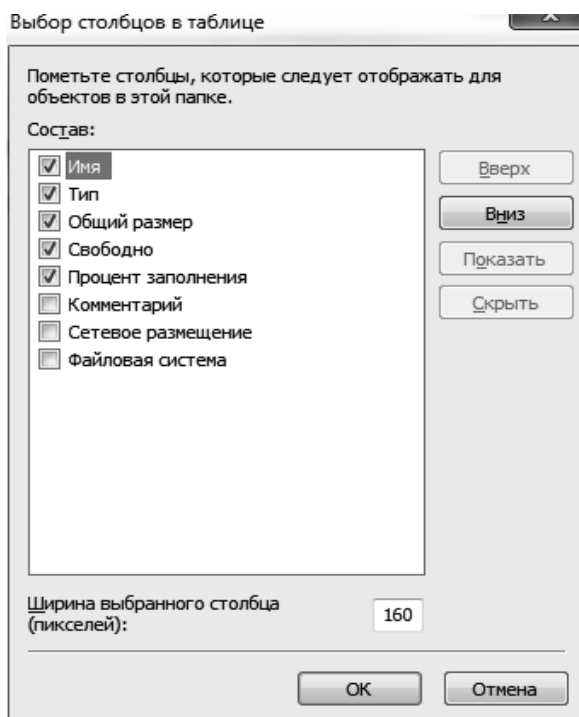 Выбор столбцов в таблице
Пометьте столбцы, которые следует отображать для
объектов в этой папке.
Состав:
Имя
Тип
Общий размер
Свободно
Процент заполнения
Комментарий
Сетевое размещение
Файловая система
Вверх
Вниз
Показать
Скрыть
Ширина выбранного столбца
(пикселей):
160
ОК
Отмена